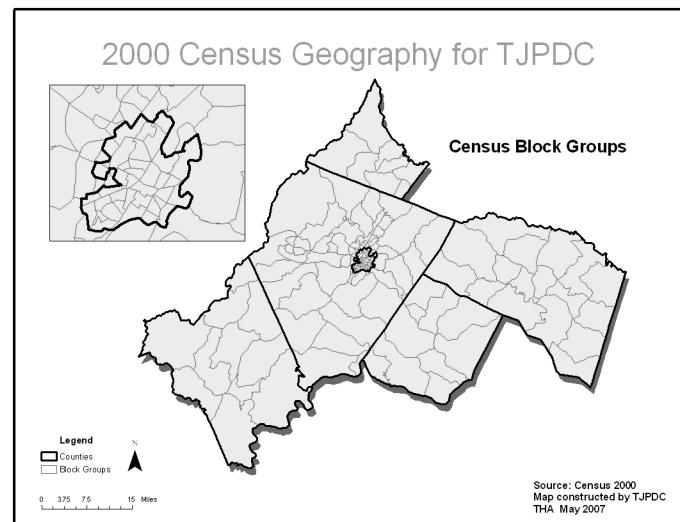 2000 Census Geography for TJPDC
Census Block Groups
Legend
Counties
Block Groups
N
0 3.75 7.5 15 Miles
Source: Census 2000
Map constructed by TJPDC
THA May 2007